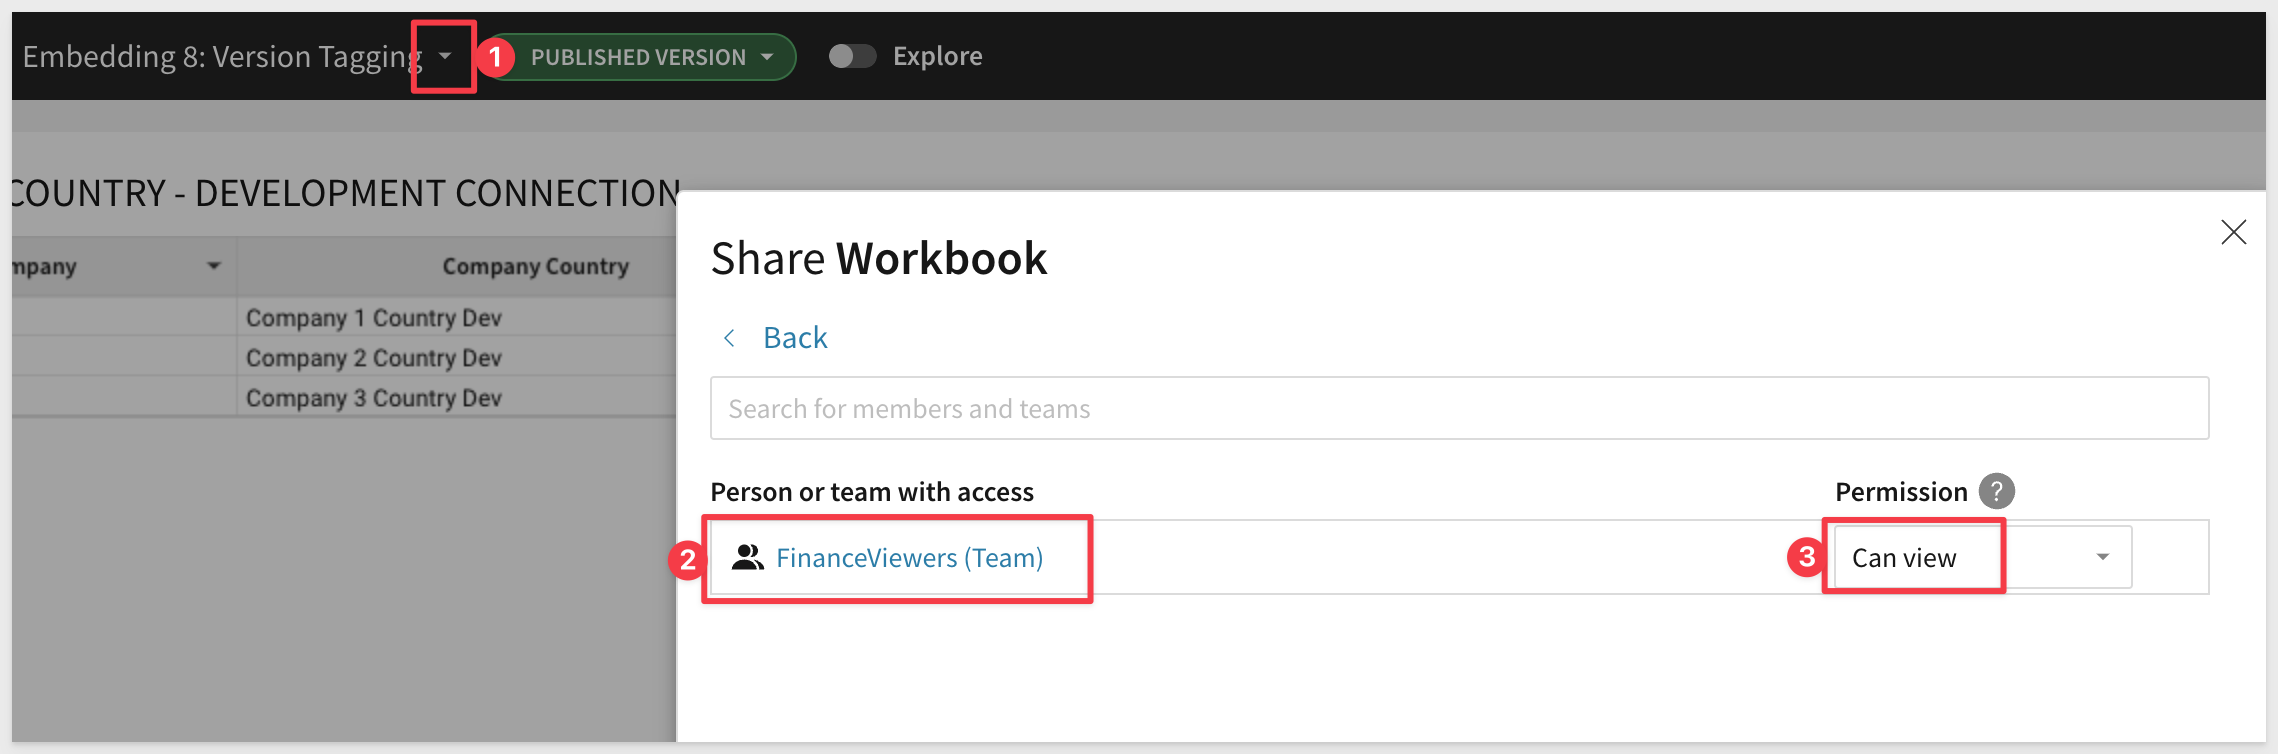 Embedding 8: Version Tagging
1
PUBLISHED VERSION
Explore
COUNTRY - DEVELOPMENT CONNECTION
mpany
Company Country
Company 1 Country Dev
Company 2 Country Dev
Company 3 Country Dev
Share Workbook
Back
Search for members and teams
Person or team with access
Permission ?
2
FinanceViewers (Team)
3
Can view